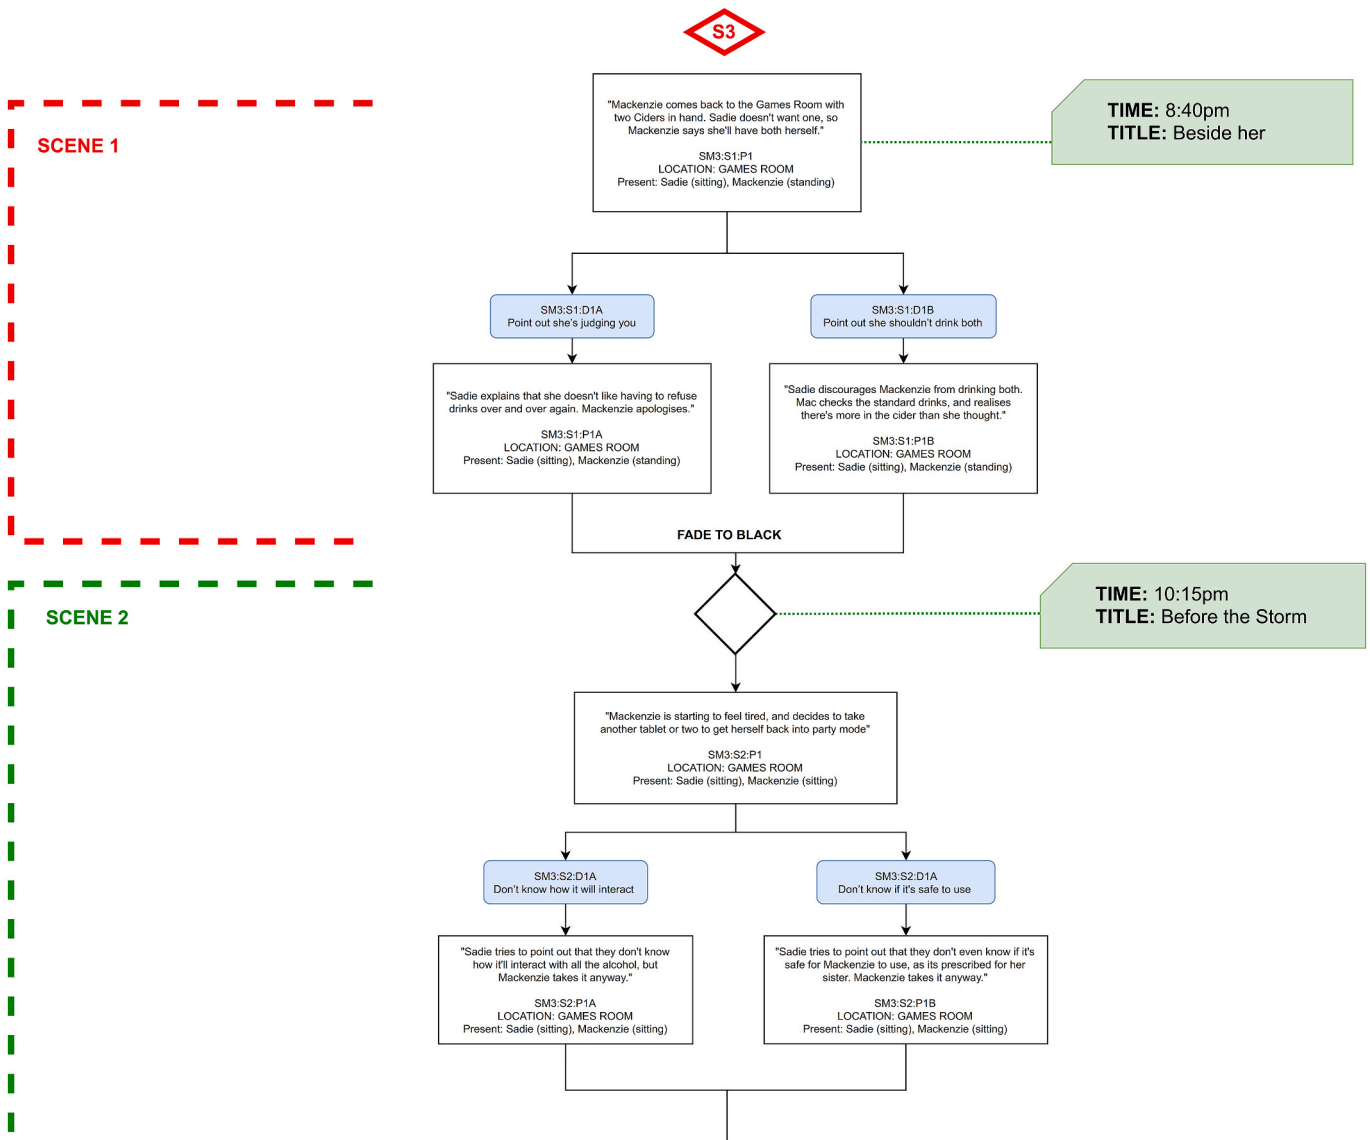 S3
"Mackenzie comes back to the Games Room with
two Ciders in hand. Sadie doesn't want one, so
Mackenzie says she'll have both herself."
SM3:S1:P1
LOCATION: GAMES ROOM
Present: Sadie (sitting), Mackenzie (standing)
TIME: 8:40pm
TITLE: Beside her
SCENE 1
SM3:S1:D1A
Point out she's judging you
SM3:S1:D1B
Point out she shouldn't drink both
"Sadie explains that she doesn't like having to refuse
drinks over and over again. Mackenzie apologises."
SM3:S1:P1A
LOCATION: GAMES ROOM
Present: Sadie (sitting), Mackenzie (standing)
"Sadie discourages Mackenzie from drinking both.
Mac checks the standard drinks, and realises
there's more in the cider than she thought."
SM3:S1:P1B
LOCATION: GAMES ROOM
Present: Sadie (sitting), Mackenzie (standing)
FADE TO BLACK
SCENE 2
TIME: 10:15pm
TITLE: Before the Storm
"Mackenzie is starting to feel tired, and decides to take
another tablet or two to get herself back into party mode"
SM3:S2:P1
LOCATION: GAMES ROOM
Present: Sadie (sitting), Mackenzie (sitting)
SM3:S2:D1A
Don't know how it will interact
SM3:S2:D1A
Don't know if it's safe to use
"Sadie tries to point out that they don't know
how it'll interact with all the alcohol, but
Mackenzie takes it anyway."
SM3:S2:P1A
LOCATION: GAMES ROOM
Present: Sadie (sitting), Mackenzie (sitting)
"Sadie tries to point out that they don't even know if it's
safe for Mackenzie to use, as its prescribed for her
sister. Mackenzie takes it anyway."
SM3:S2:P1B
LOCATION: GAMES ROOM
Present: Sadie (sitting), Mackenzie (sitting)